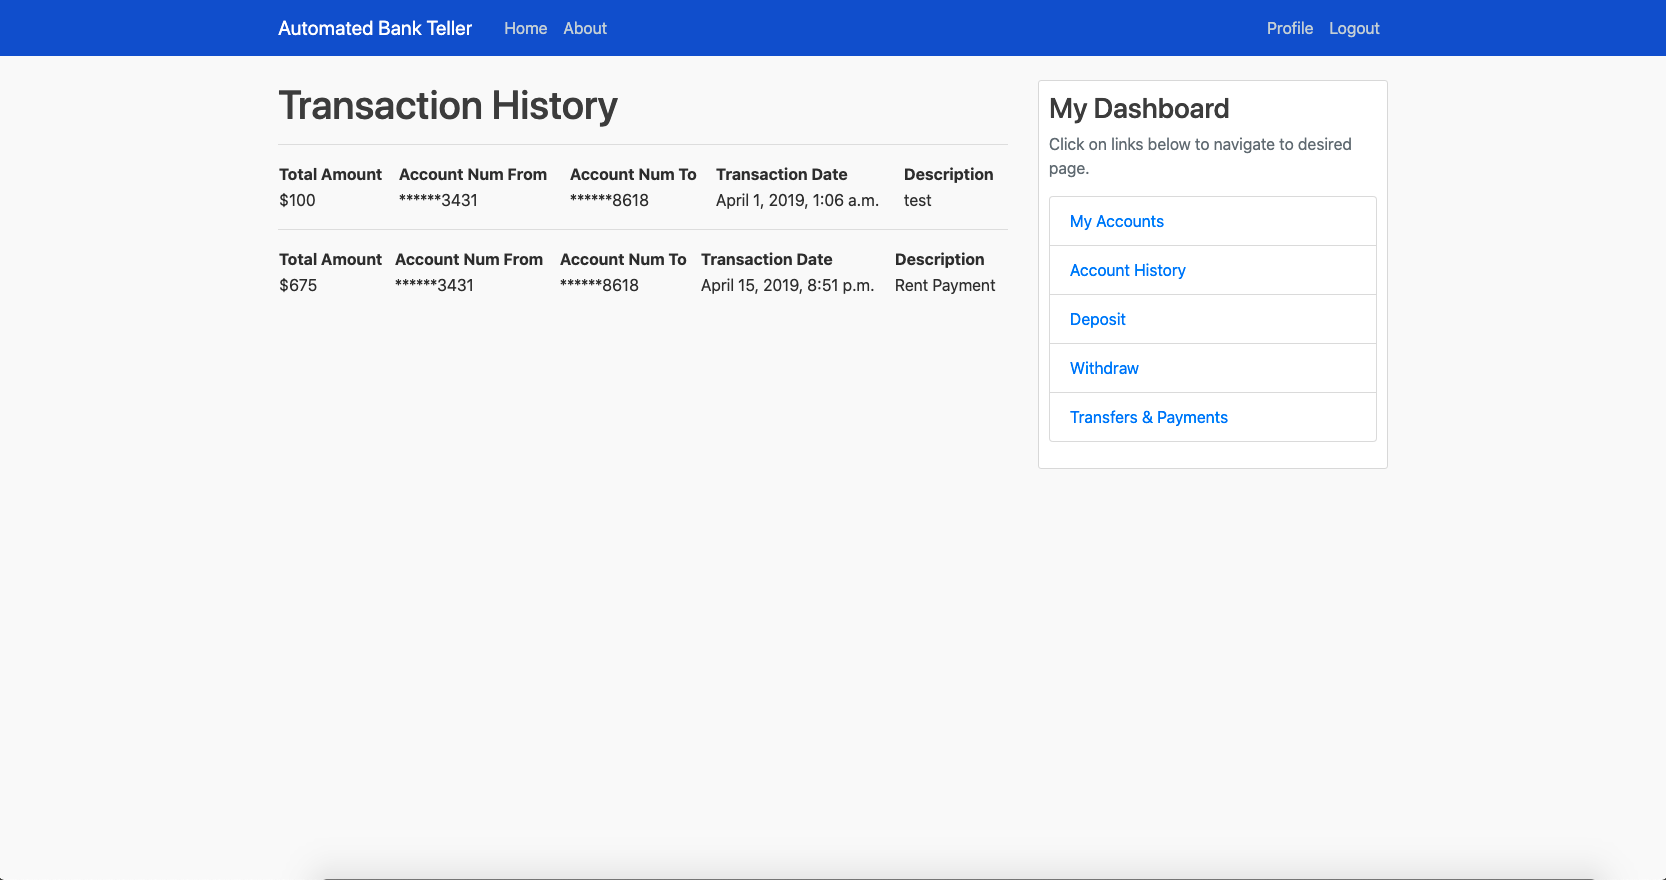 Automated Bank Teller Home About Profile Logout
Transaction History
Total Amount Account Num From Account Num To Transaction Date Description
$100 ******3431 ******8618 April 1, 2019, 1:06 a.m. test
Total Amount Account Num From Account Num To Transaction Date Description
$675 ******3431 ******8618 April 15, 2019, 8:51 p.m. Rent Payment
My Dashboard
Click on links below to navigate to desired
page.
My Accounts
Account History
Deposit
Withdraw
Transfers & Payments